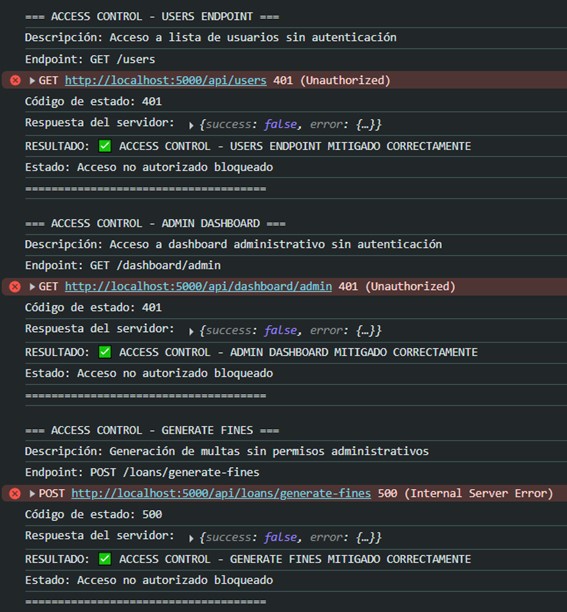 === ACCESS CONTROL - USERS ENDPOINT ===
Descripción: Acceso a lista de usuarios sin autenticación
Endpoint: GET /users
GET http://localhost:5000/api/users 401 (Unauthorized)
Código de estado: 401
Respuesta del servidor: ▶ {success: false, error: {…}}
RESULTADO: ✅ ACCESS CONTROL - USERS ENDPOINT MITIGADO CORRECTAMENTE
Estado: Acceso no autorizado bloqueado
=====================================
=== ACCESS CONTROL - ADMIN DASHBOARD ===
Descripción: Acceso a dashboard administrativo sin autenticación
Endpoint: GET /dashboard/admin
GET http://localhost:5000/api/dashboard/admin 401 (Unauthorized)
Código de estado: 401
Respuesta del servidor: ▶ {success: false, error: {…}}
RESULTADO: ✅ ACCESS CONTROL - ADMIN DASHBOARD MITIGADO CORRECTAMENTE
Estado: Acceso no autorizado bloqueado
=====================================
=== ACCESS CONTROL - GENERATE FINES ===
Descripción: Generación de multas sin permisos administrativos
Endpoint: POST /loans/generate-fines
POST http://localhost:5000/api/loans/generate-fines 500 (Internal Server Error)
Código de estado: 500
Respuesta del servidor: ▶ {success: false, error: {…}}
RESULTADO: ✅ ACCESS CONTROL - GENERATE FINES MITIGADO CORRECTAMENTE
Estado: Acceso no autorizado bloqueado
=====================================